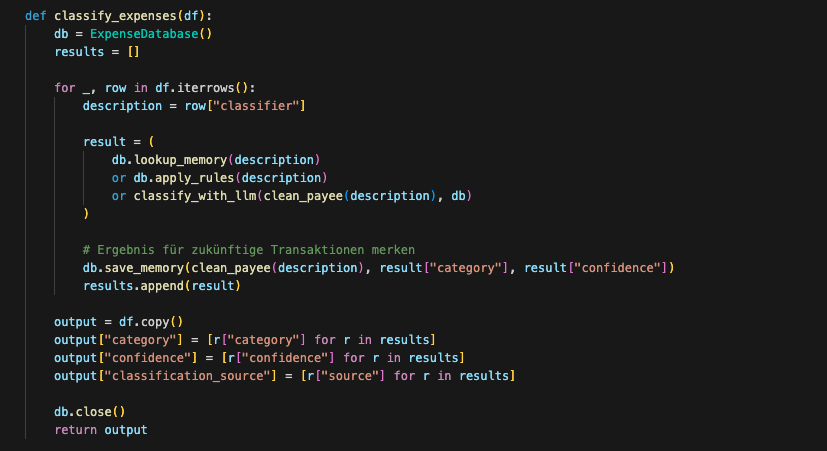 def classify_expenses(df):
    db = ExpenseDatabase()
    results = []

    for _, row in df.iterrows():
        description = row["classifier"]

        result = (
            db.lookup_memory(description)
            or db.apply_rules(description)
            or classify_with_llm(clean_payee(description), db)
        )

        # Ergebnis für zukünftige Transaktionen merken
        db.save_memory(clean_payee(description), result["category"], result["confidence"])
        results.append(result)

    output = df.copy()
    output["category"] = [r["category"] for r in results]
    output["confidence"] = [r["confidence"] for r in results]
    output["classification_source"] = [r["source"] for r in results]

    db.close()
    return output